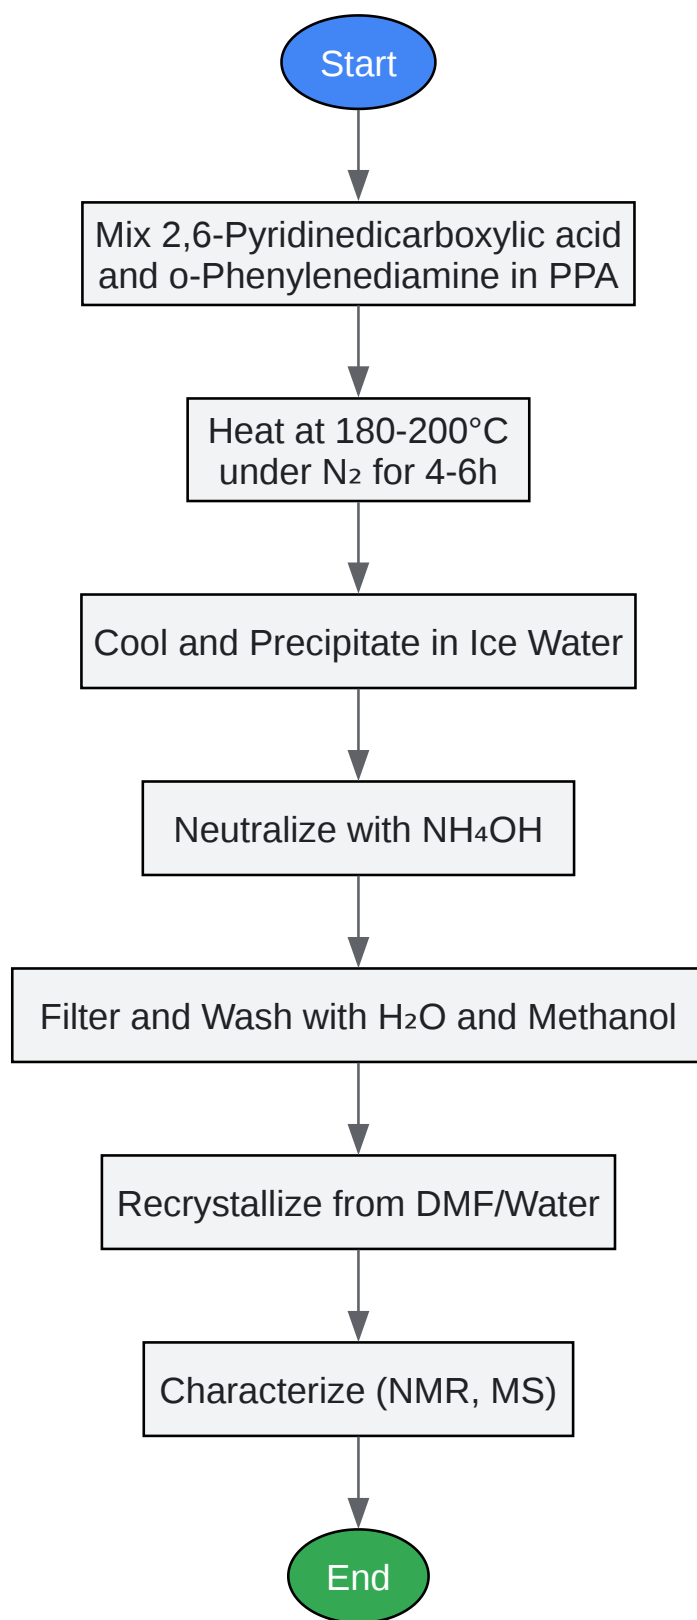 Start
Mix 2,6-Pyridinedicarboxylic acid
and o-Phenylenediamine in PPA
Heat at 180-200°C
under N₂ for 4-6h
Cool and Precipitate in Ice Water
Neutralize with NH₄OH
Filter and Wash with H₂O and Methanol
Recrystallize from DMF/Water
Characterize (NMR, MS)
End